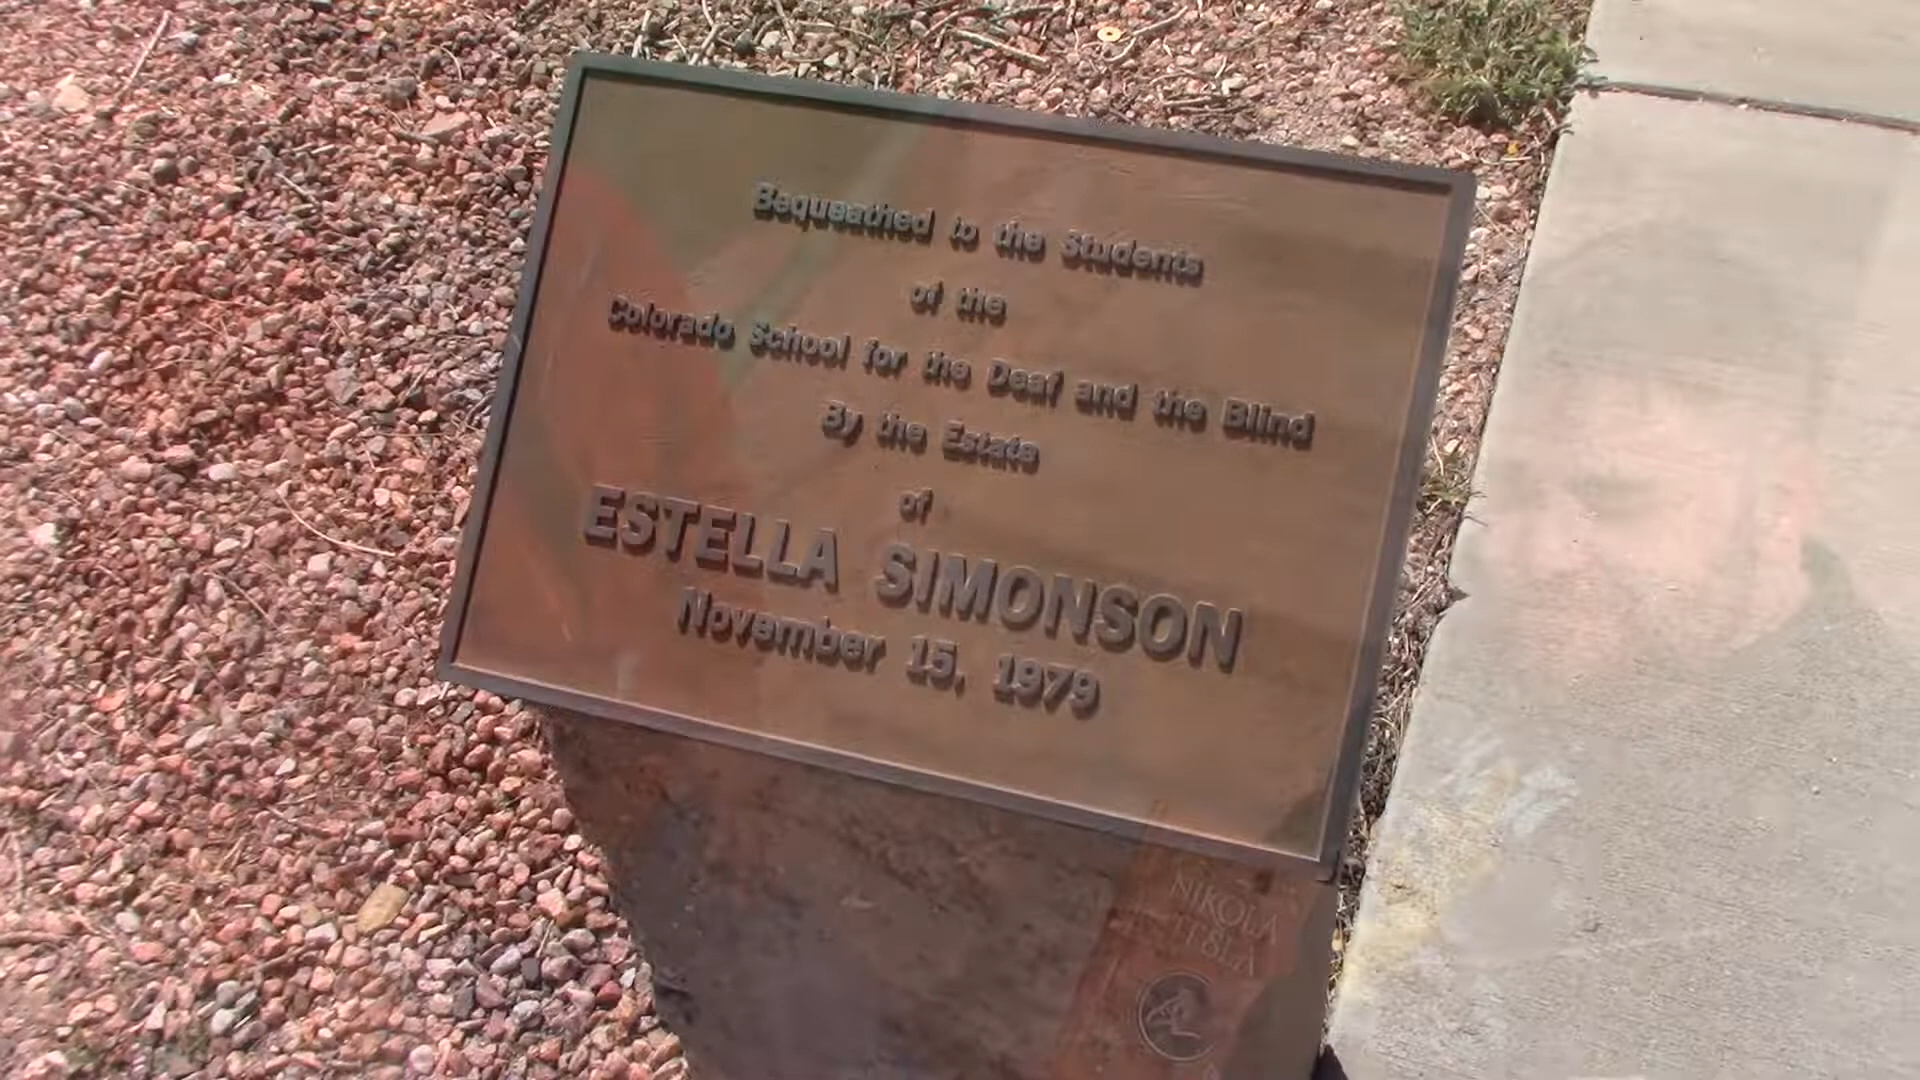 Bequeathed to the Students
of the
Colorado School for the Deaf and the Blind
By the Estate
of
ESTELLA SIMONSON
November 15, 1979
NIKOLA
TESLA